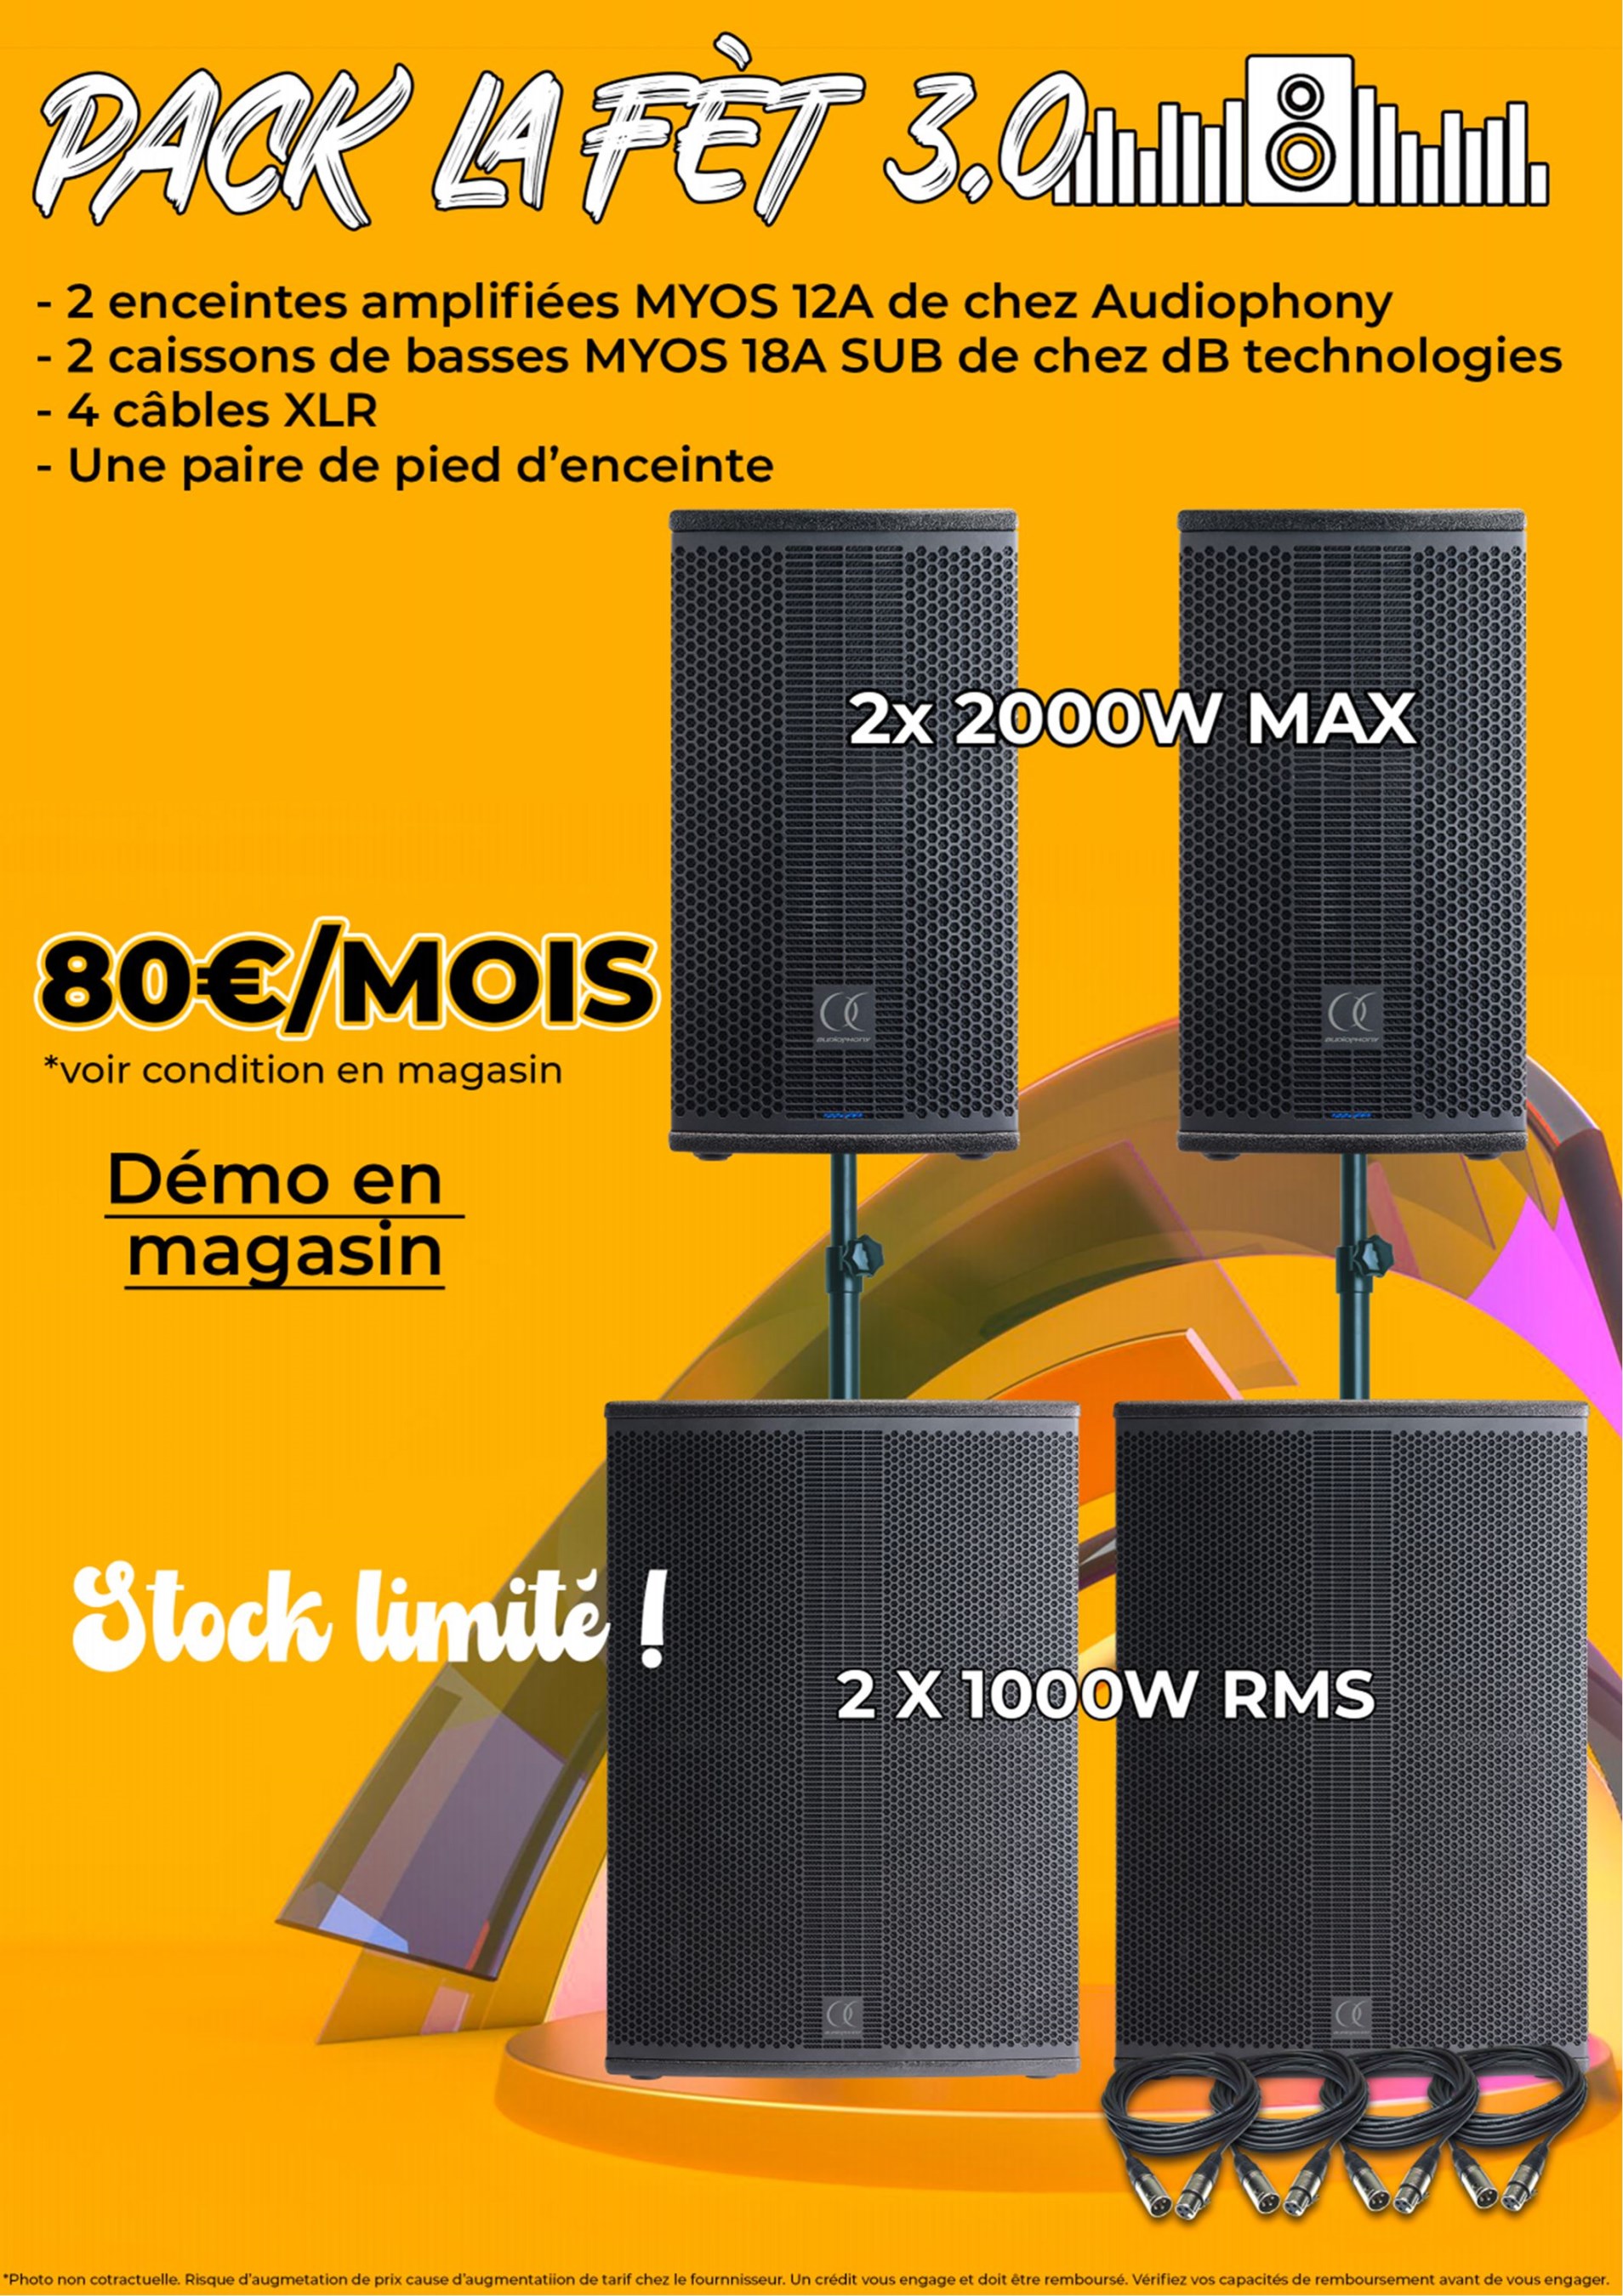 PACK LA FÈT 3.0
- 2 enceintes amplifiées MYOS 12A de chez Audiophony
- 2 caissons de basses MYOS 18A SUB de chez dB technologies
- 4 câbles XLR
- Une paire de pied d'enceinte
2x 2000W MAX
80€/MOIS
*voir condition en magasin
audiophony
audiophony
Démo en
magasin
Stock limité !
2 X 1000W RMS
*Photo non cotractuelle. Risque d'augmetation de prix cause d'augmentatiion de tarif chez le fournnisseur. Un crédit vous engage et doit être remboursé. Vérifiez vos capacités de remboursement avant de vous engager.